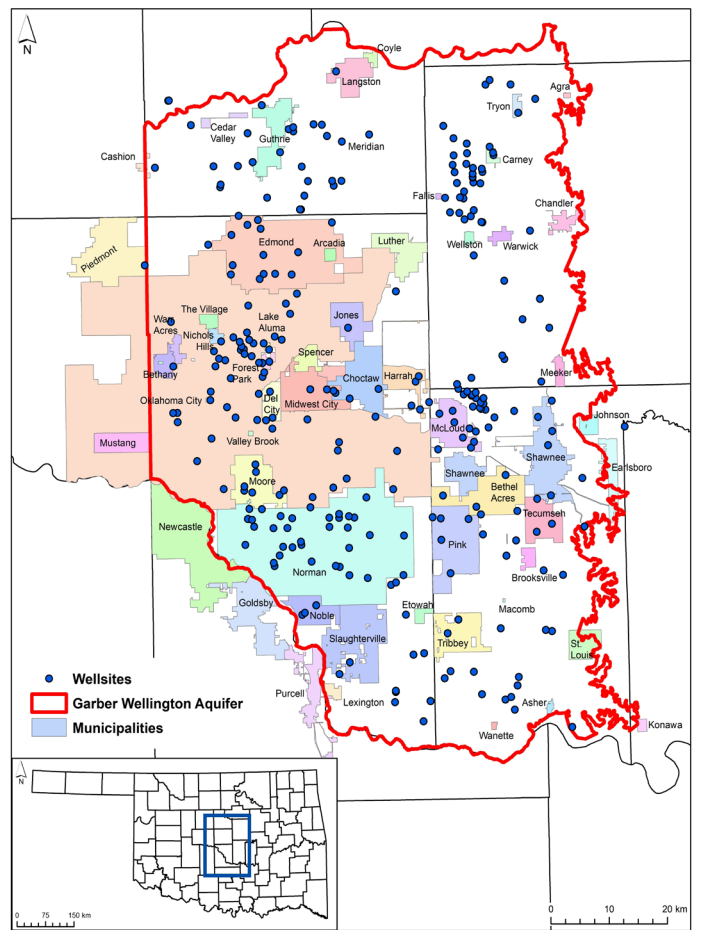 N
Coyle
Langston
Agra
Tryon
Cedar
Valley
Guthrie
Meridian
Cashion
Carney
Fallis
Chandler
Piedmont
Edmond
Arcadia
Luther
Wellston
Warwick
The Village
Lake
Aluma
Jones
Warr
Acres
Nichols
Hills
Spencer
Forest
Park
Choctaw
Harrah
Meeker
Bethany
Oklahoma City
Del
City
Midwest City
McLoud
Johnson
Mustang
Valley Brook
Shawnee
Shawnee
Earlsboro
Moore
Bethel
Acres
Newcastle
Tecumseh
Pink
Norman
Brooksville
Goldsby
Noble
Etowah
Macomb
Slaughterville
Tribbey
St.
Louis
Wellsites
Garber Wellington Aquifer
Municipalities
Purcell
Lexington
Asher
Wanette
Konawa
N
0 75 150 km
0 10 20 km